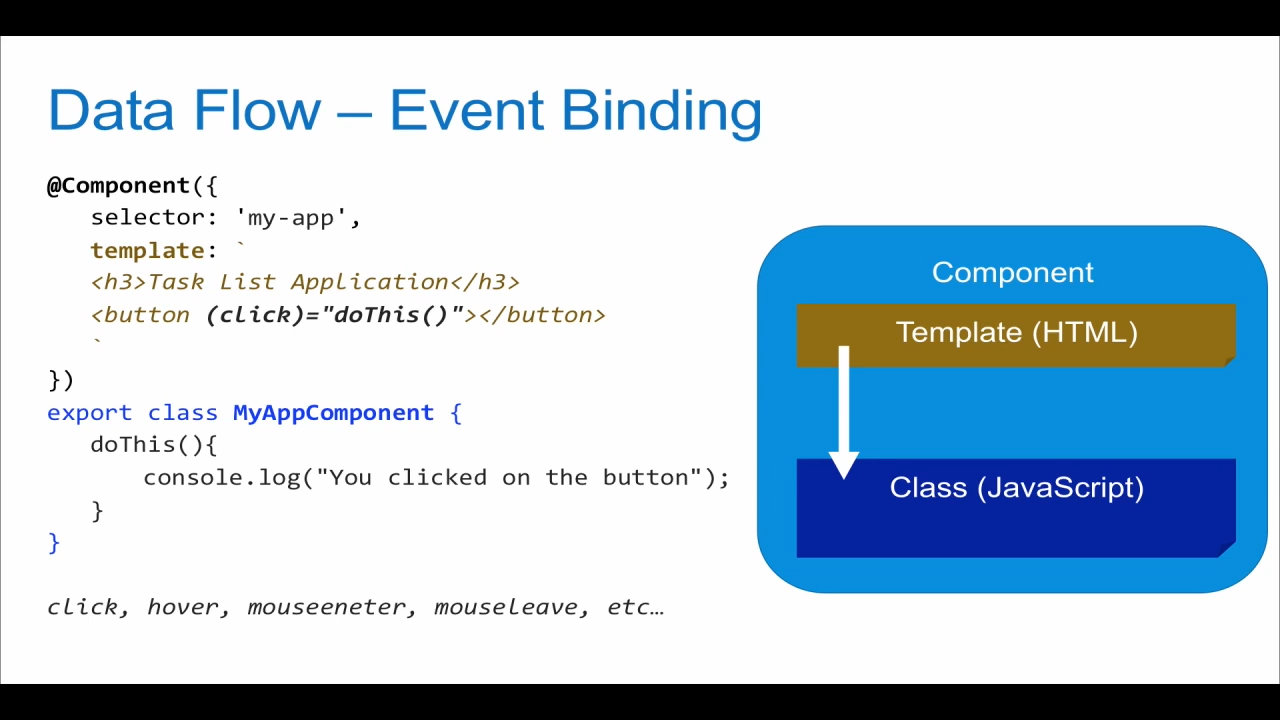 Data Flow – Event Binding
@Component({
selector: 'my-app',
template: `
<h3>Task List Application</h3>
<button (click)="doThis()"></button>
`
})
export class MyAppComponent {
doThis(){
console.log("You clicked on the button");
}
}
click, hover, mouseeneter, mouseleave, etc…
Component
Template (HTML)
Class (JavaScript)